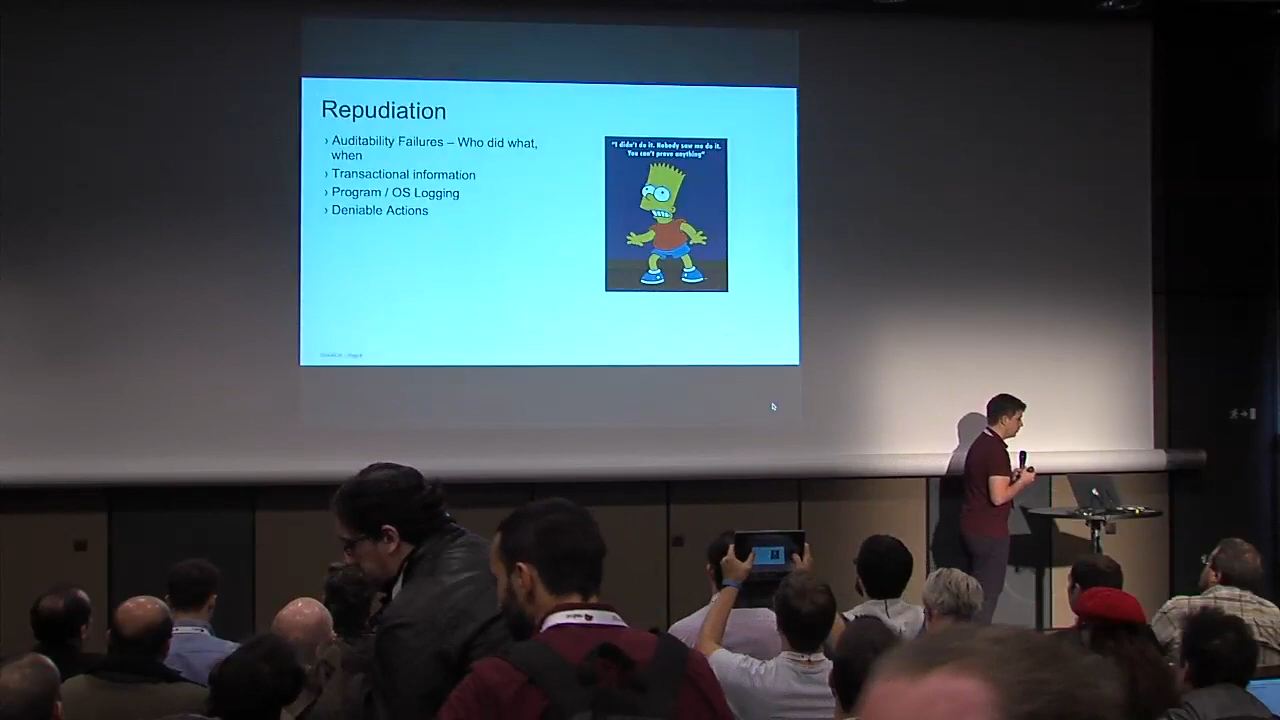 Repudiation
› Auditability Failures – Who did what,
when
› Transactional information
› Program / OS Logging
› Deniable Actions
"I didn't do it. Nobody saw me do it.
You can't prove anything"